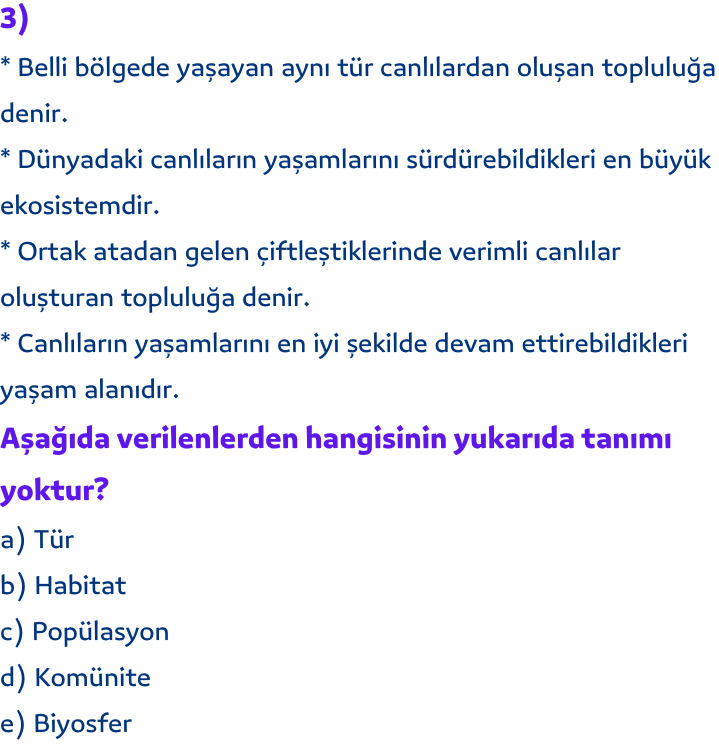 3)
* Belli bölgede yaşayan aynı tür canlılardan oluşan topluluğa
denir.
* Dünyadaki canlıların yaşamlarını sürdürebildikleri en büyük
ekosistemdir.
* Ortak atadan gelen çiftleştiklerinde verimli canlılar
oluşturan topluluğa denir.
* Canlıların yaşamlarını en iyi şekilde devam ettirebildikleri
yaşam alanıdır.
Aşağıda verilenlerden hangisinin yukarıda tanımı
yoktur?
a) Tür
b) Habitat
c) Popülasyon
d) Komünite
e) Biyosfer